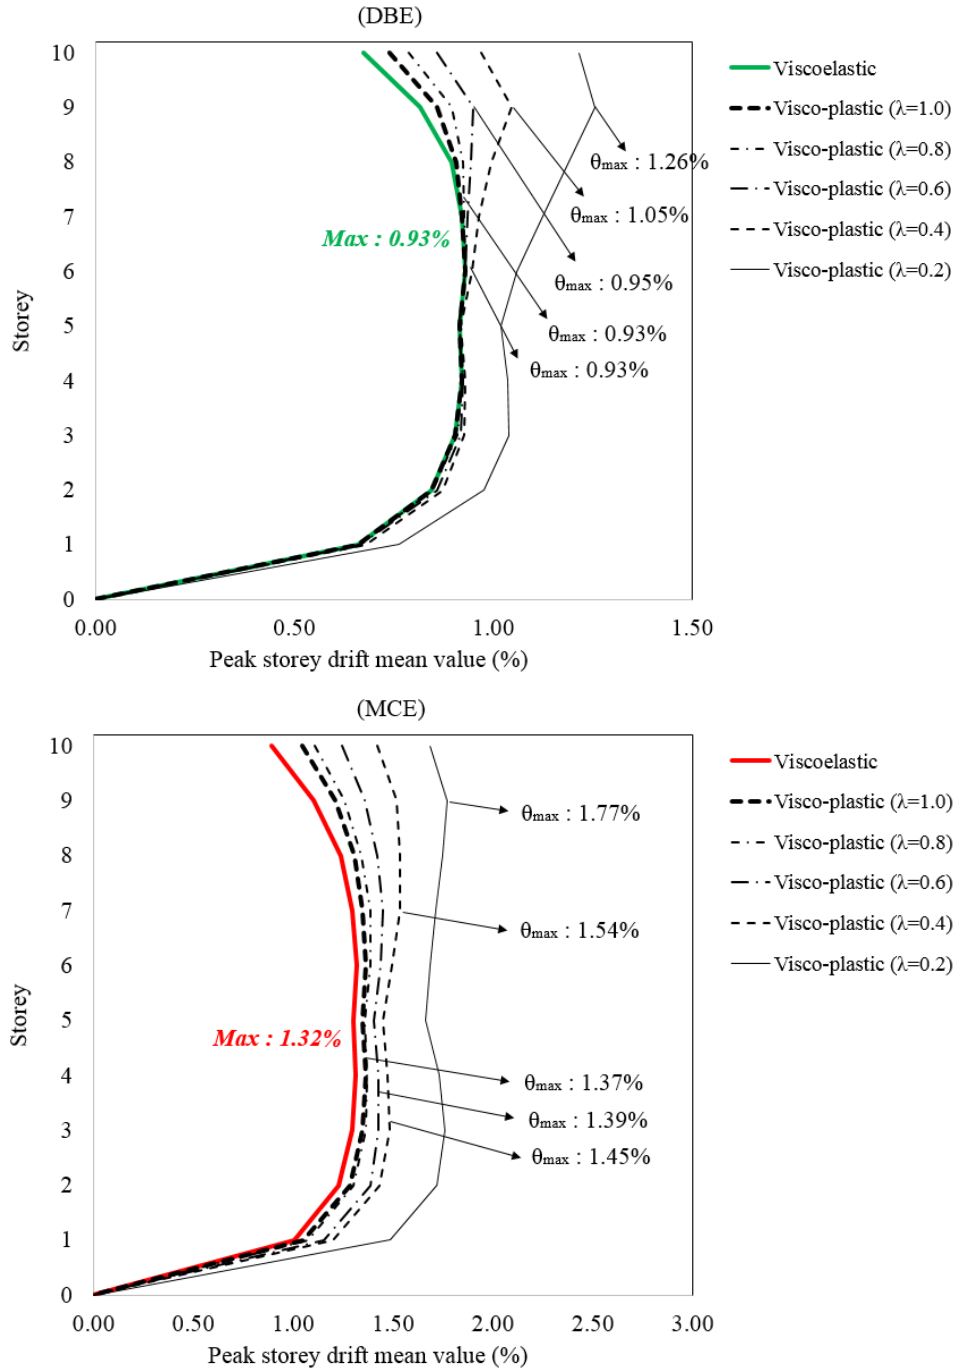 (DBE)
10
9
8
7
6
5
4
3
2
1
0
Storey
0.00 0.50 1.00 1.50
Peak storey drift mean value (%)
Max : 0.93%
θmax : 1.26%
θmax : 1.05%
θmax : 0.95%
θmax : 0.93%
θmax : 0.93%
Viscoelastic
Visco-plastic (λ=1.0)
Visco-plastic (λ=0.8)
Visco-plastic (λ=0.6)
Visco-plastic (λ=0.4)
Visco-plastic (λ=0.2)
(MCE)
10
9
8
7
6
5
4
3
2
1
0
Storey
0.00 0.50 1.00 1.50 2.00 2.50 3.00
Peak storey drift mean value (%)
Max : 1.32%
θmax : 1.77%
θmax : 1.54%
θmax : 1.37%
θmax : 1.39%
θmax : 1.45%
Viscoelastic
Visco-plastic (λ=1.0)
Visco-plastic (λ=0.8)
Visco-plastic (λ=0.6)
Visco-plastic (λ=0.4)
Visco-plastic (λ=0.2)